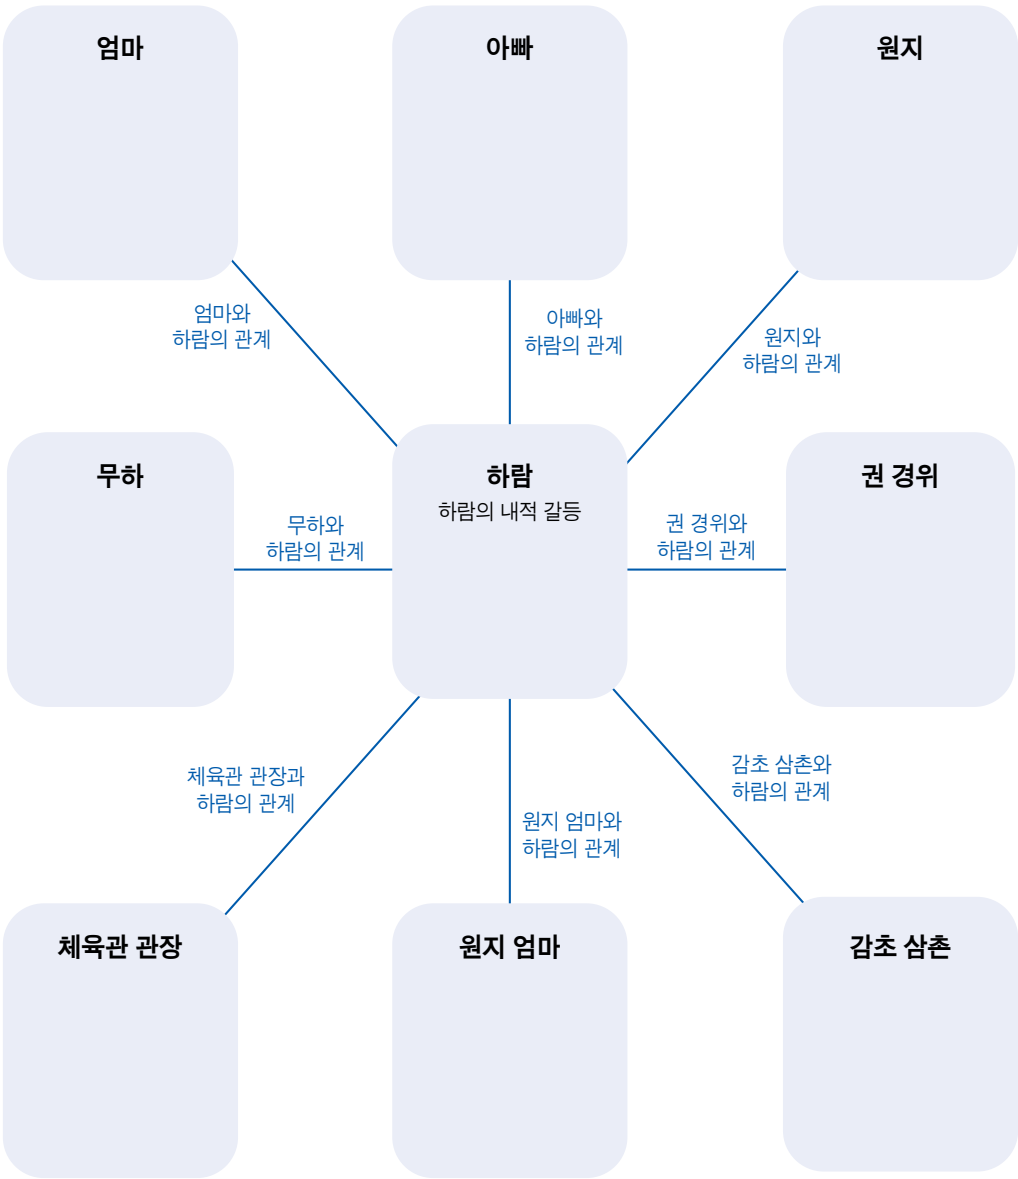 엄마
아빠
원지
엄마와
하람의 관계
아빠와
하람의 관계
원지와
하람의 관계
무하
하람
하람의 내적 갈등
권 경위
무하와
하람의 관계
권 경위와
하람의 관계
체육관 관장과
하람의 관계
원지 엄마와
하람의 관계
감초 삼촌와
하람의 관계
체육관 관장
원지 엄마
감초 삼촌